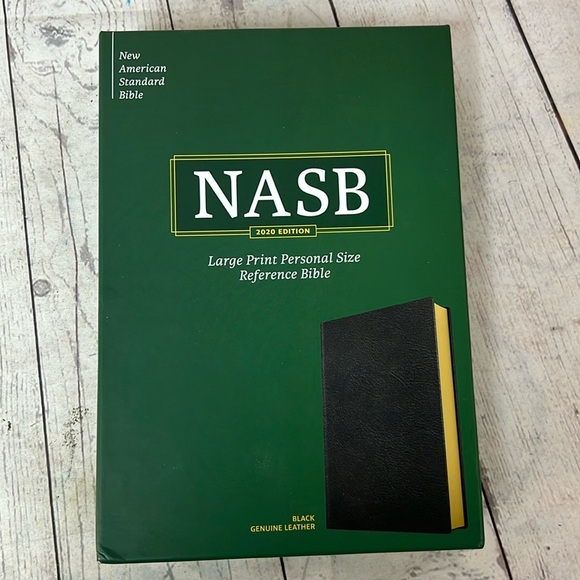 New
American
Standard
Bible
NASB
2020 EDITION
Large Print Personal Size
Reference Bible
BLACK
GENUINE LEATHER